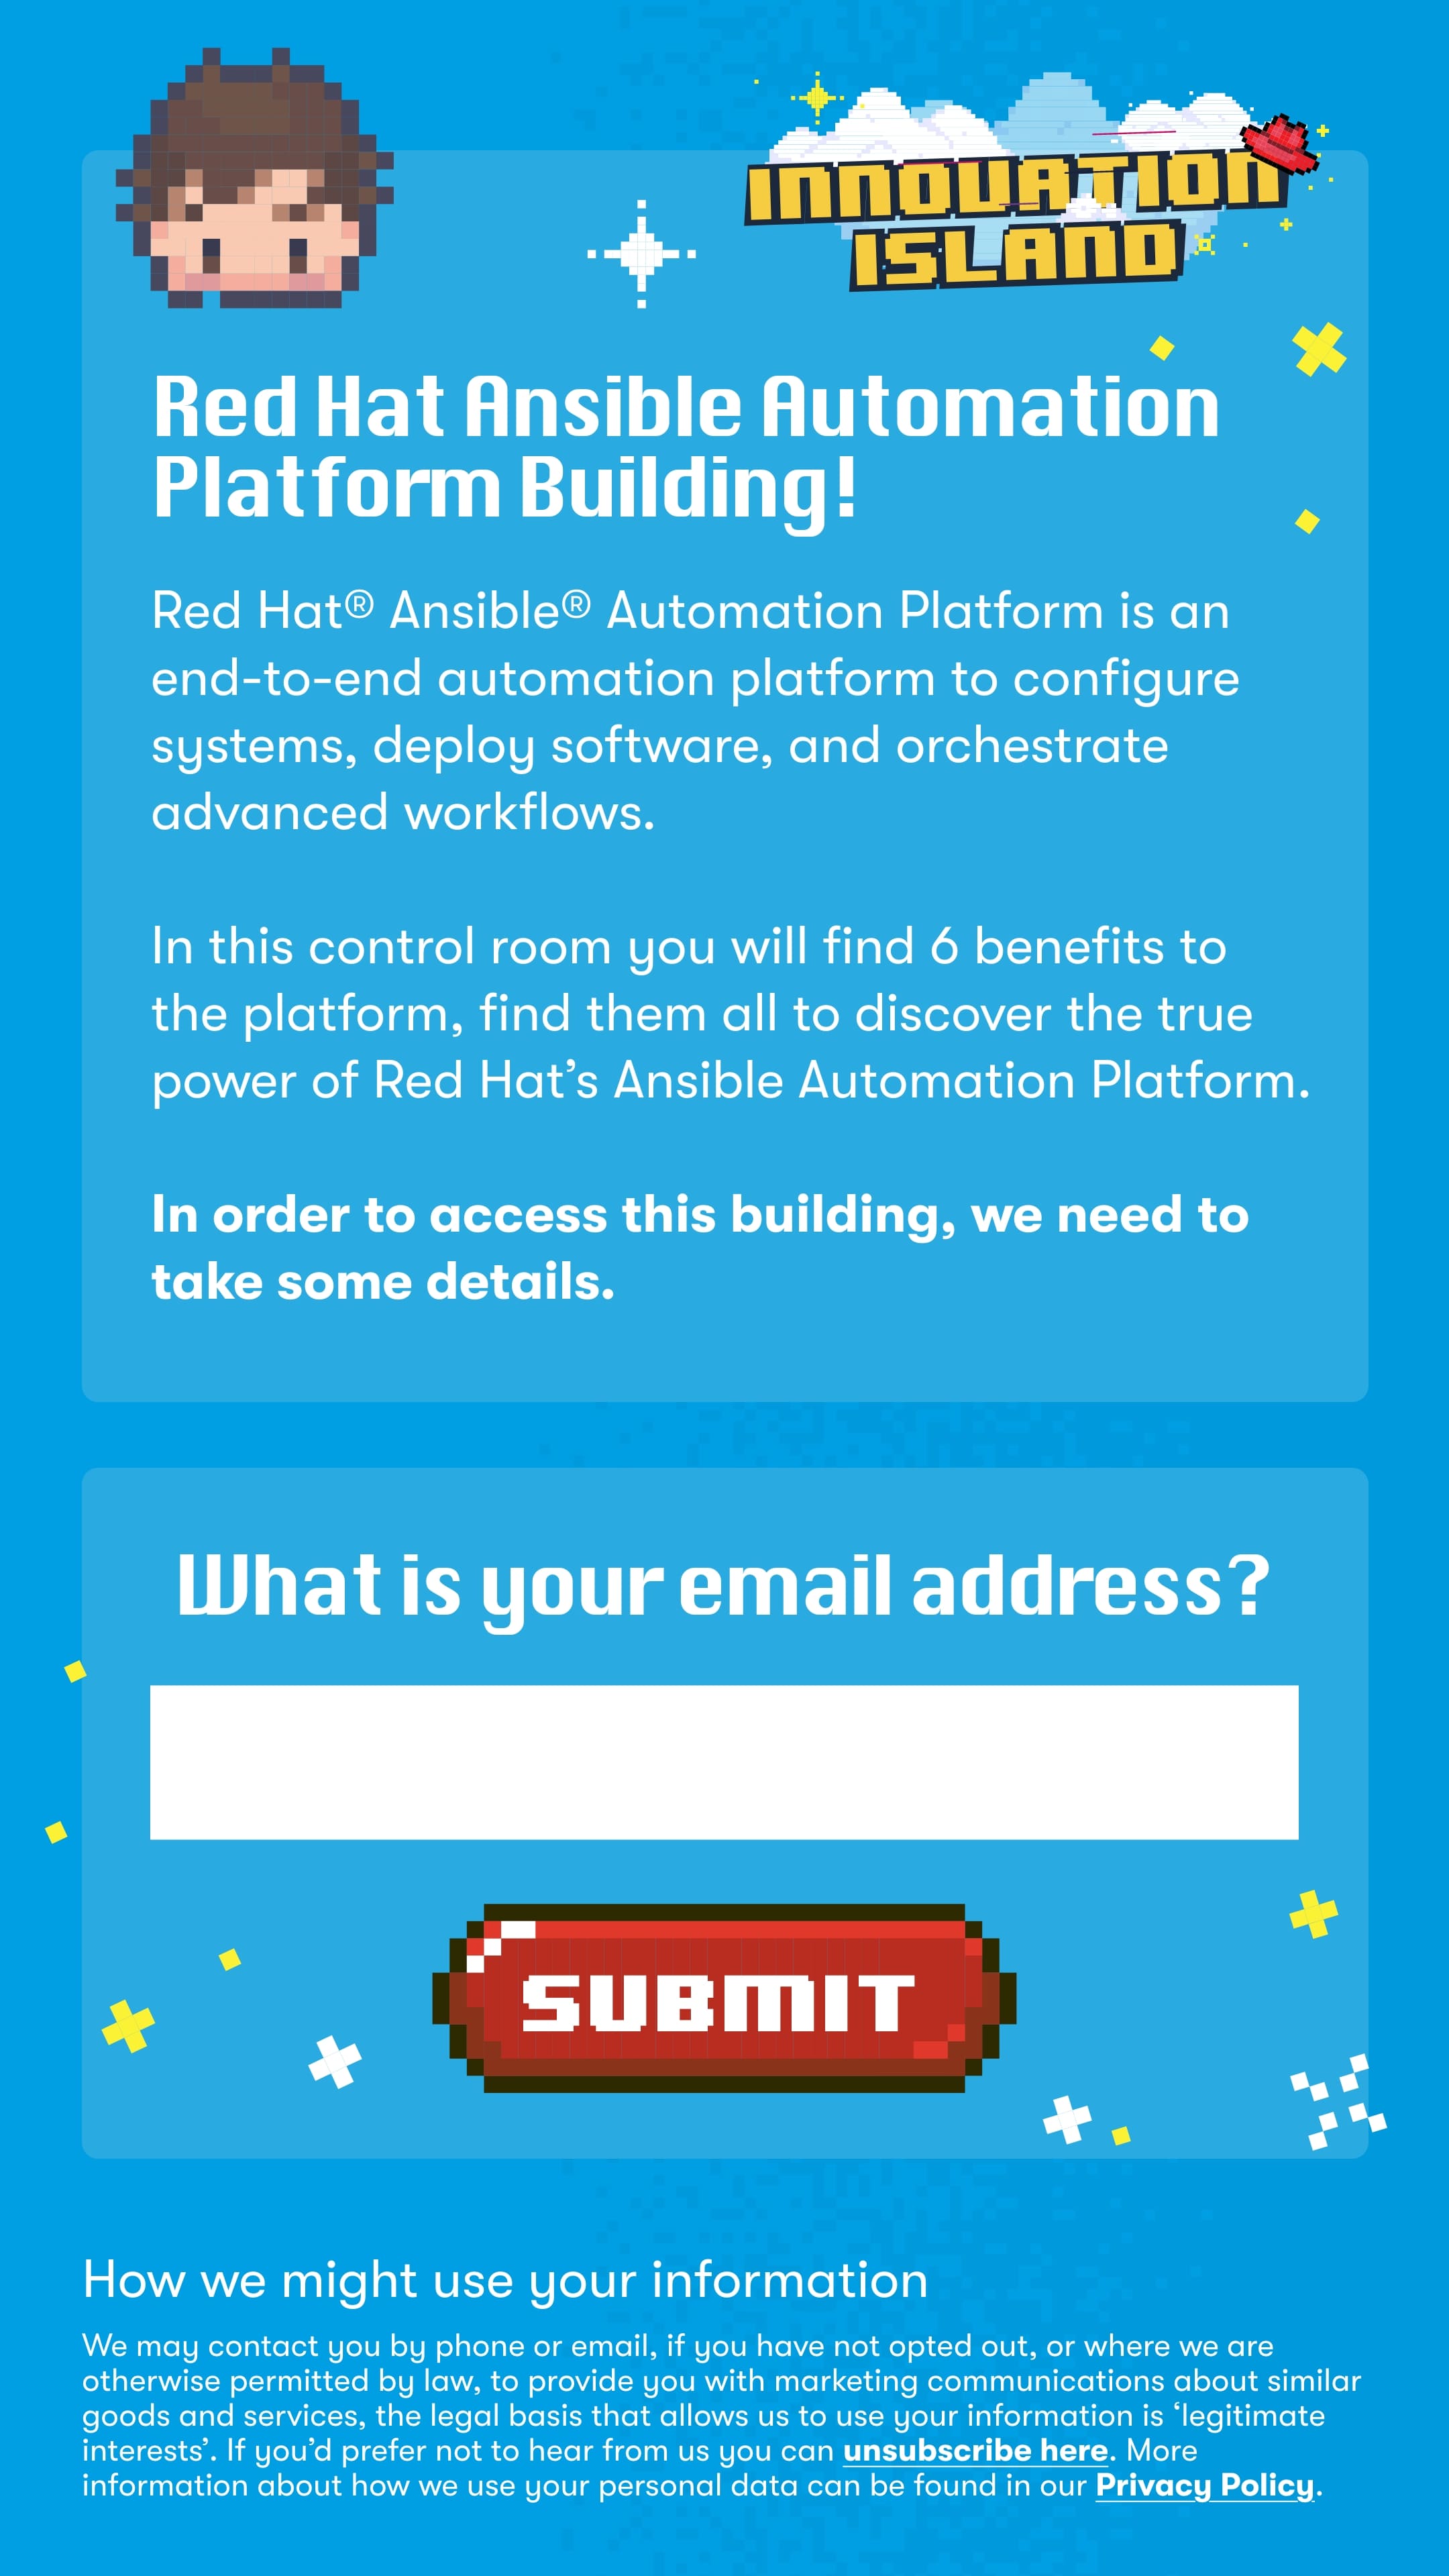 INNOVATION
ISLAND
Red Hat Ansible Automation
Platform Building!
Red Hat® Ansible® Automation Platform is an
end-to-end automation platform to configure
systems, deploy software, and orchestrate
advanced workflows.
In this control room you will find 6 benefits to
the platform, find them all to discover the true
power of Red Hat’s Ansible Automation Platform.
In order to access this building, we need to
take some details.
What is your email address?
SUBMIT
How we might use your information
We may contact you by phone or email, if you have not opted out, or where we are
otherwise permitted by law, to provide you with marketing communications about similar
goods and services, the legal basis that allows us to use your information is ‘legitimate
interests’. If you’d prefer not to hear from us you can unsubscribe here. More
information about how we use your personal data can be found in our Privacy Policy.